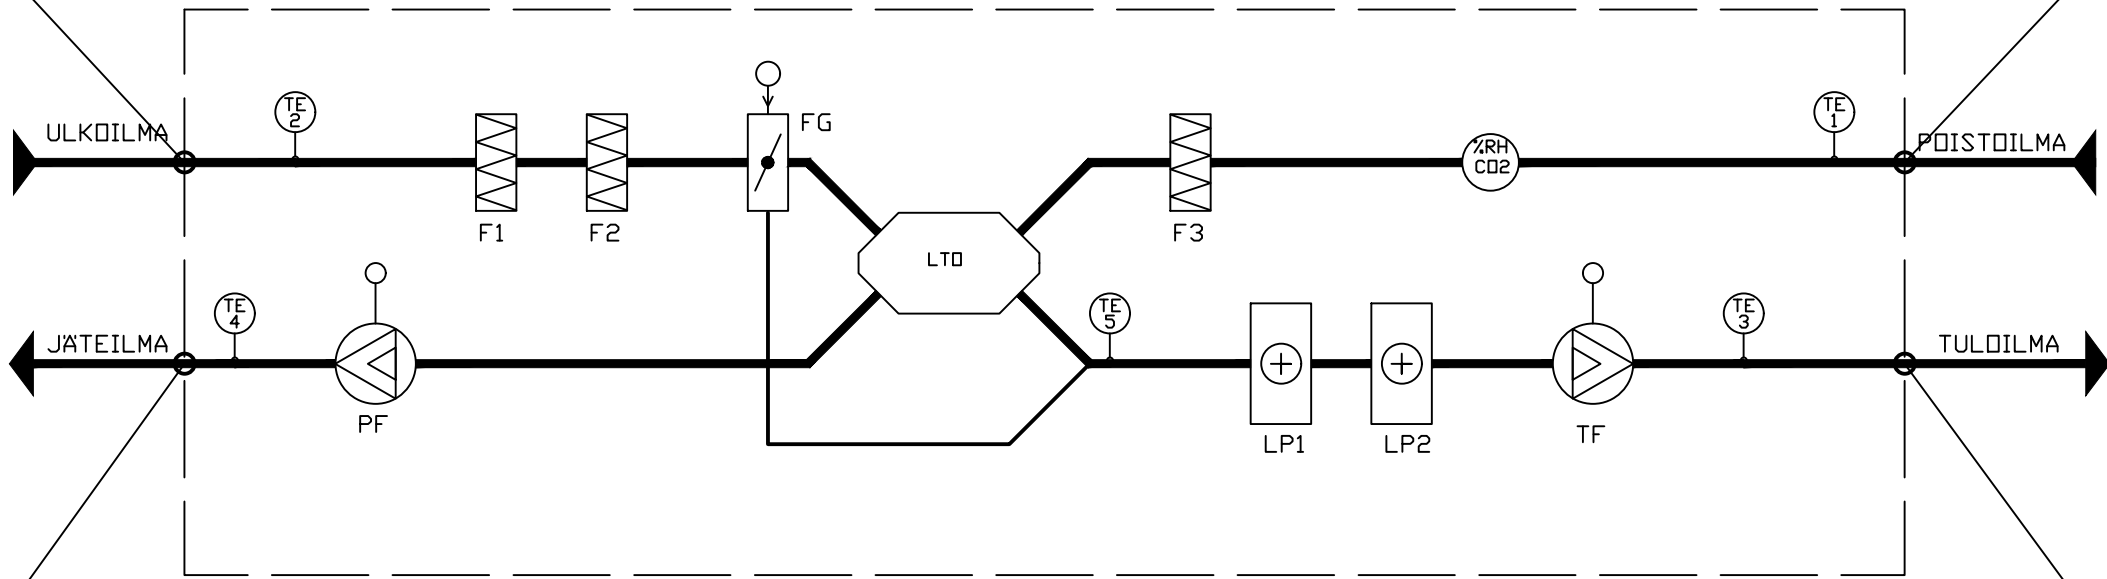 TE
2
TE
1
ULKOILMA
FG
%RH
CO2
POISTOILMA
F1
F2
F3
LTO
TE
4
TE
5
TE
3
JÄTEILMA
TULOILMA
PF
LP1
LP2
TF